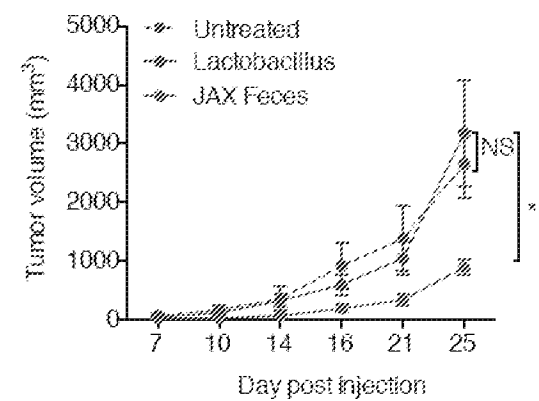 5000
4000
3000
2000
1000
0
Tumor volume (mm³)
Untreated
Lactobacillus
JAX Feces
NS
*
7 10 14 16 21 25
Day post injection